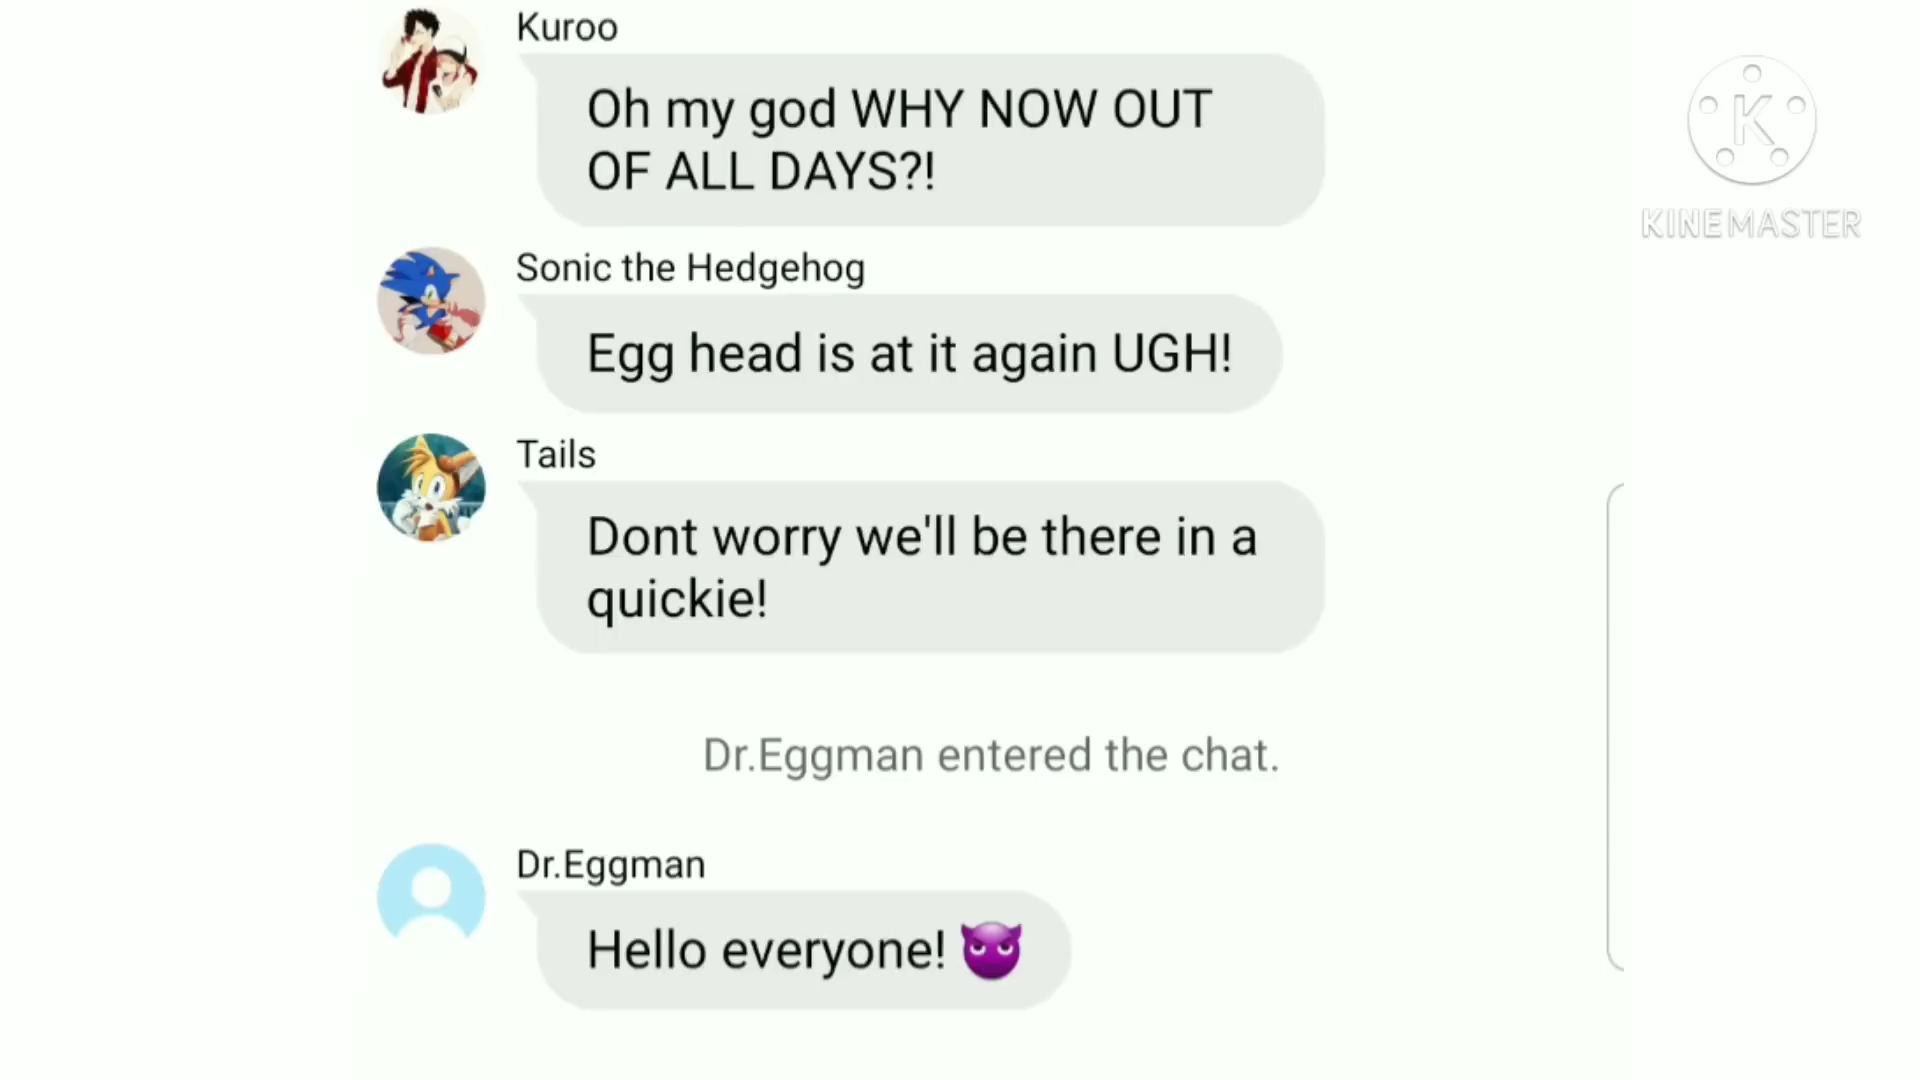 Kuroo
Oh my god WHY NOW OUT
OF ALL DAYS?!
K
KINEMASTER
Sonic the Hedgehog
Egg head is at it again UGH!
Tails
Dont worry we'll be there in a
quickie!
Dr.Eggman entered the chat.
Dr.Eggman
Hello everyone! 😈